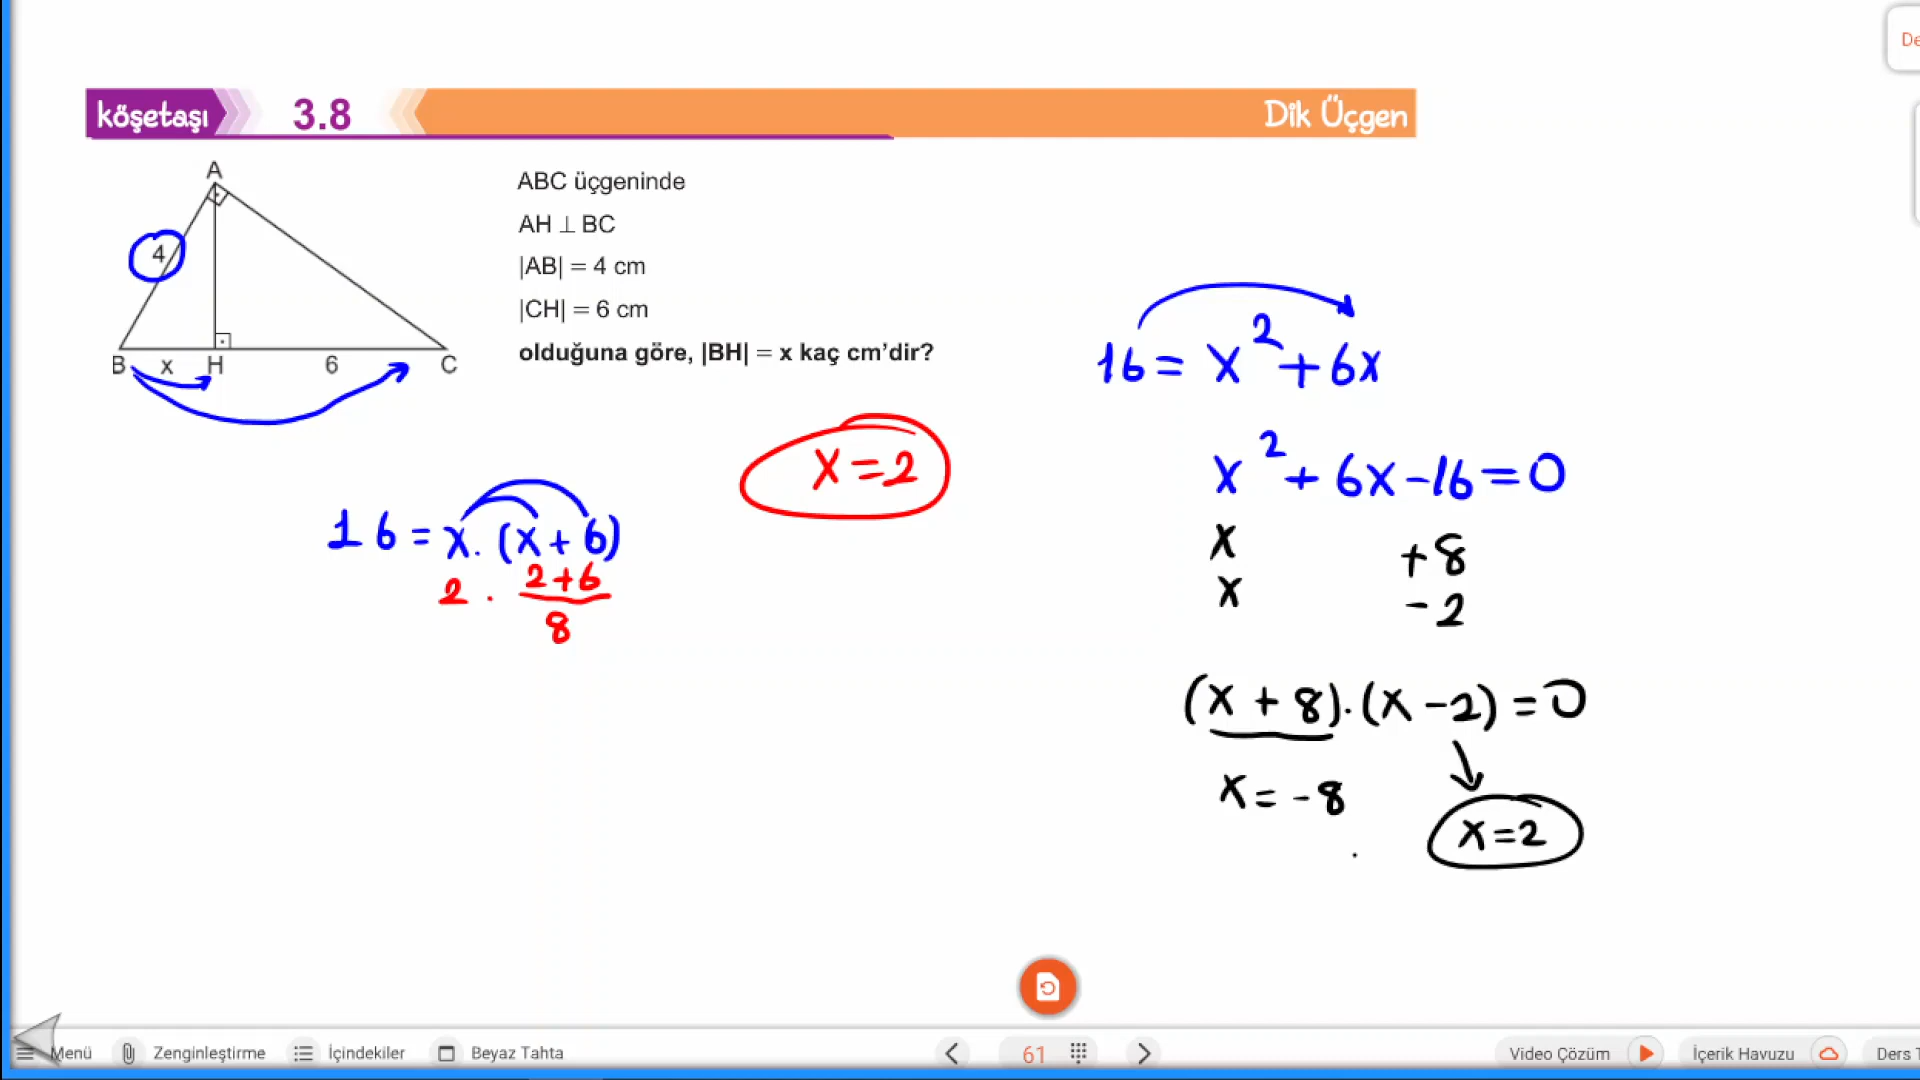 De
köşetaşı 3.8 Dik Üçgen
A
4
B x H 6 C
ABC üçgeninde
AH ⊥ BC
|AB| = 4 cm
|CH| = 6 cm
olduğuna göre, |BH| = x kaç cm'dir?
x = 2
16 = x . (x + 6)
2 . 2 + 6
8
16 = x² + 6x
x² + 6x - 16 = 0
x + 8
x - 2
(x + 8) . (x - 2) = 0
x = -8
x = 2
Menü Zenginleştirme İçindekiler Beyaz Tahta 61 Video Çözüm İçerik Havuzu Ders